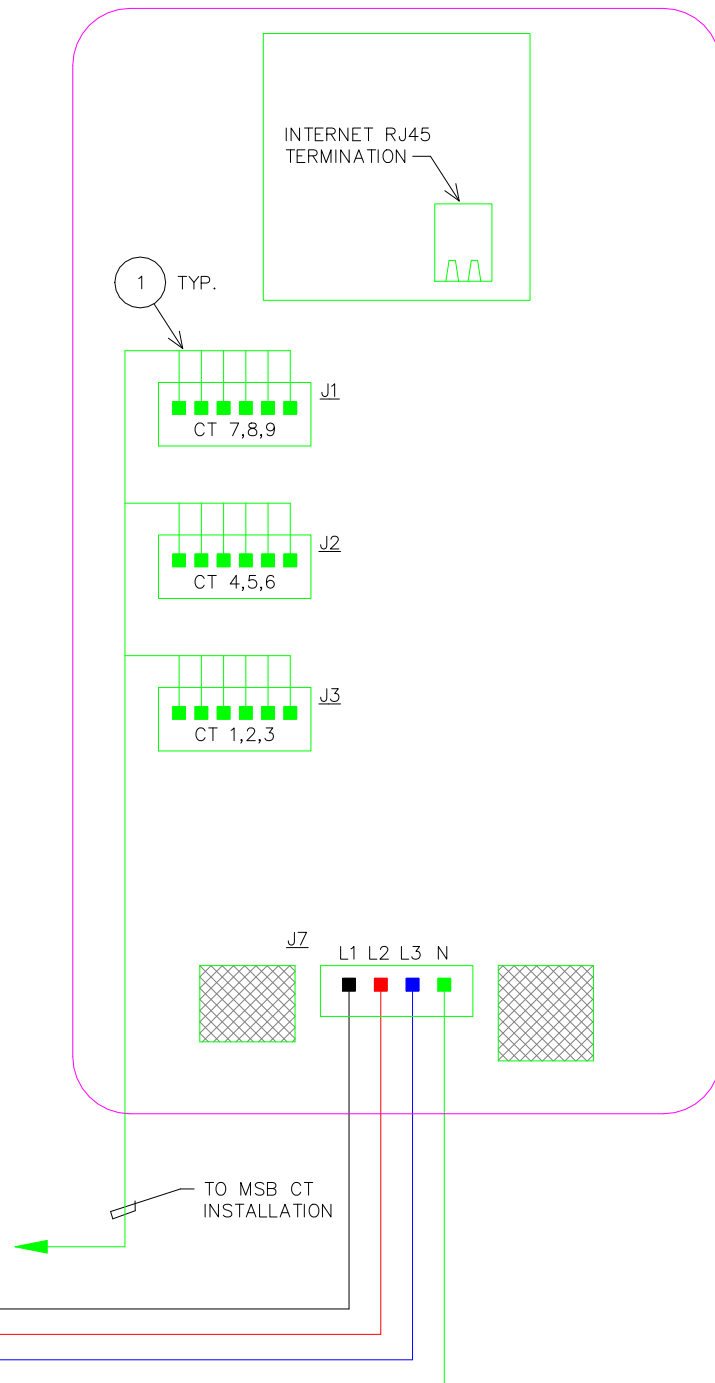 INTERNET RJ45
TERMINATION
1 TYP.
J1
CT 7,8,9
J2
CT 4,5,6
J3
CT 1,2,3
J7
L1 L2 L3 N
TO MSB CT
INSTALLATION